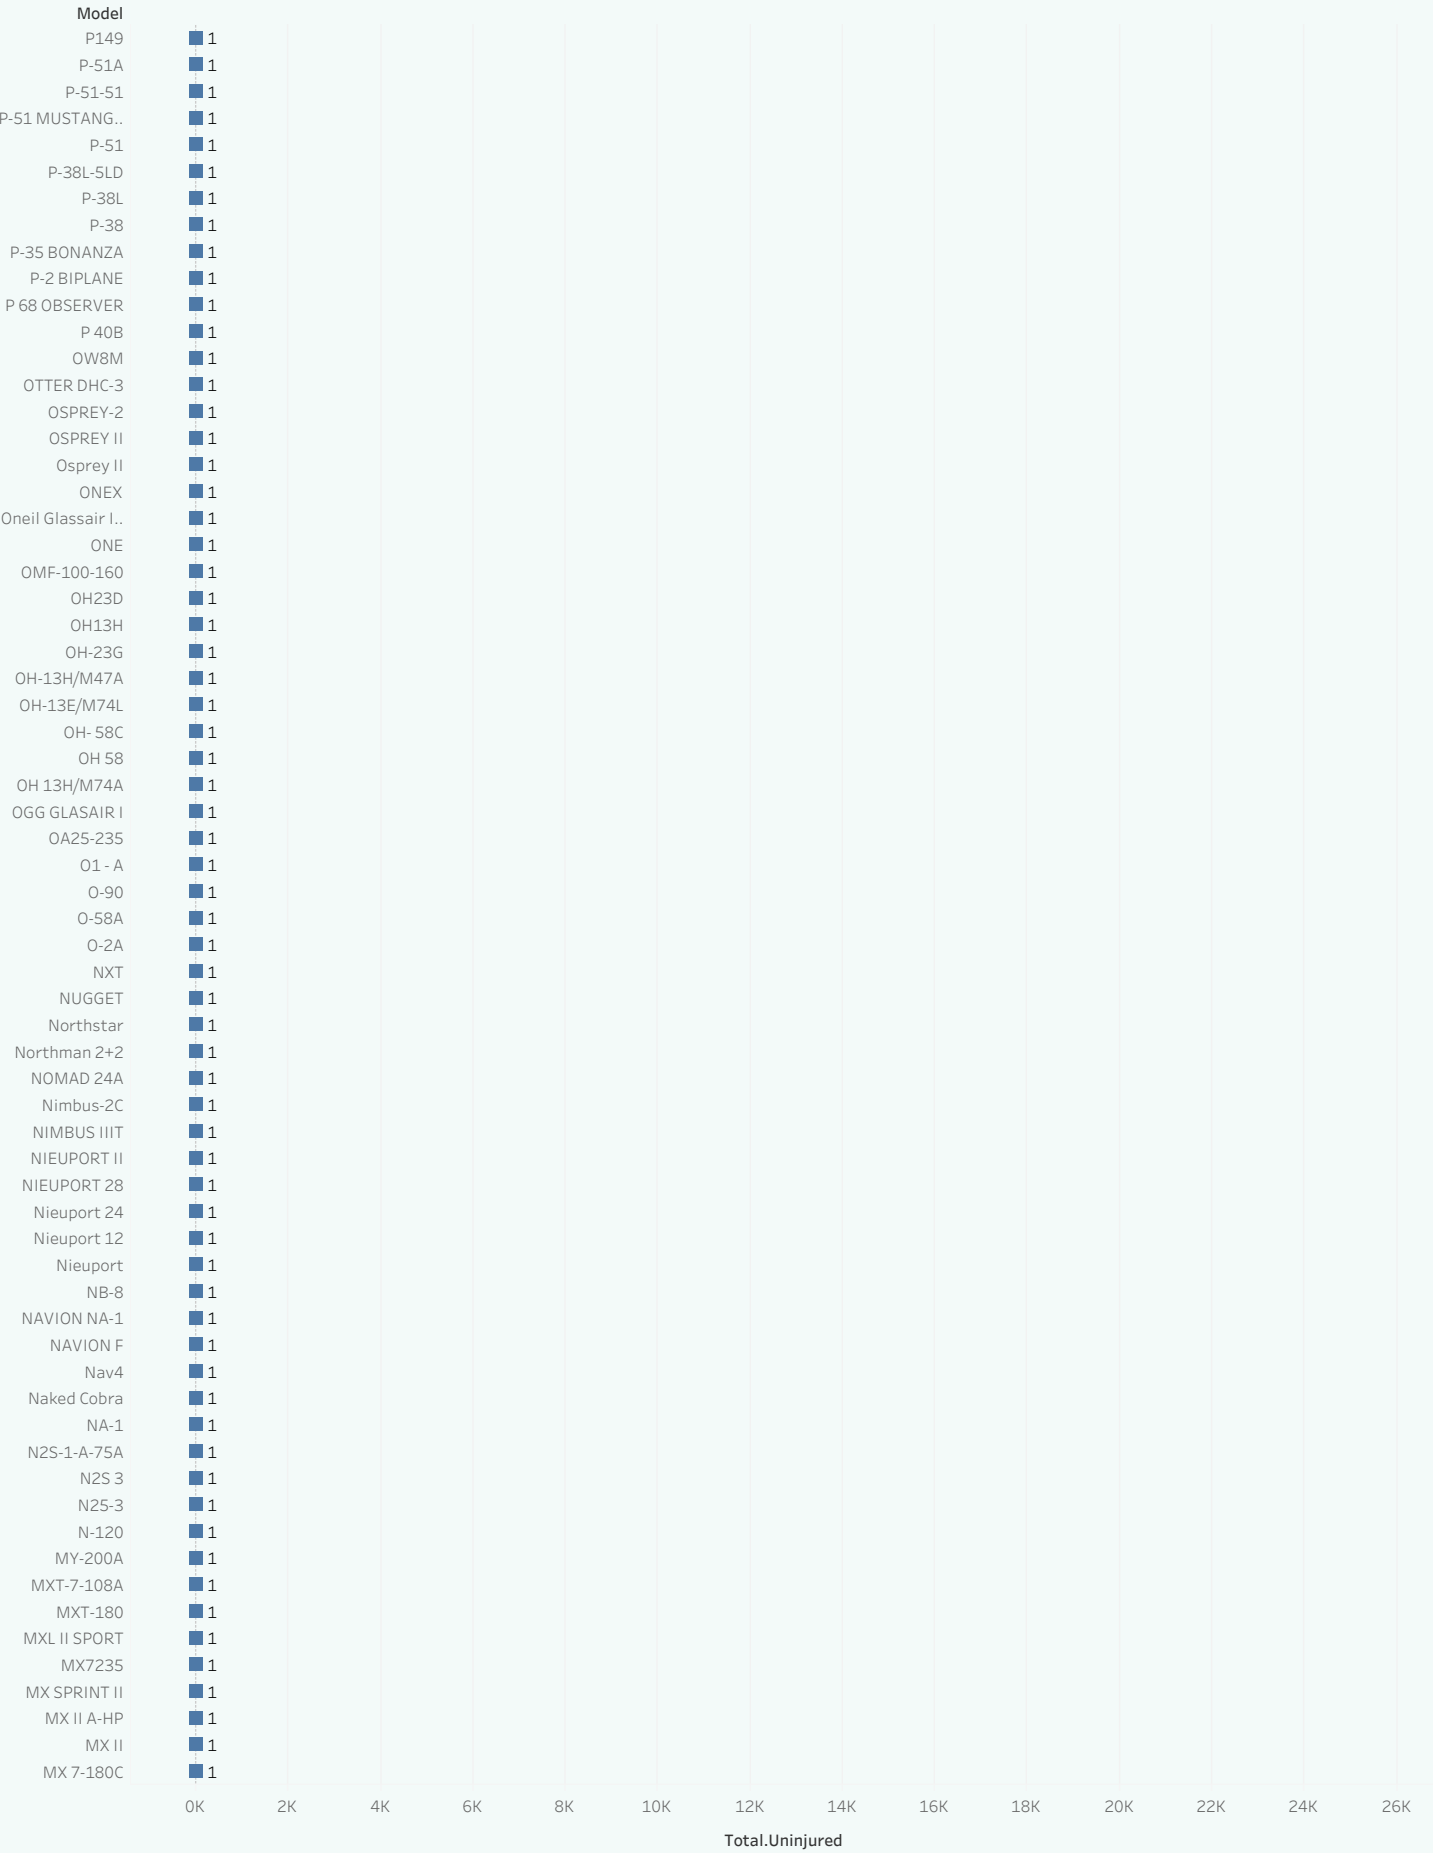 Model
P149 1
P-51A 1
P-51-51 1
P-51 MUSTANG.. 1
P-51 1
P-38L-5LD 1
P-38L 1
P-38 1
P-35 BONANZA 1
P-2 BIPLANE 1
P 68 OBSERVER 1
P 40B 1
OW8M 1
OTTER DHC-3 1
OSPREY-2 1
OSPREY II 1
Osprey II 1
ONEX 1
Oneil Glassair I.. 1
ONE 1
OMF-100-160 1
OH23D 1
OH13H 1
OH-23G 1
OH-13H/M47A 1
OH-13E/M74L 1
OH- 58C 1
OH 58 1
OH 13H/M74A 1
OGG GLASAIR I 1
OA25-235 1
O1 - A 1
O-90 1
O-58A 1
O-2A 1
NXT 1
NUGGET 1
Northstar 1
Northman 2+2 1
NOMAD 24A 1
Nimbus-2C 1
NIMBUS IIIT 1
NIEUPORT II 1
NIEUPORT 28 1
Nieuport 24 1
Nieuport 12 1
Nieuport 1
NB-8 1
NAVION NA-1 1
NAVION F 1
Nav4 1
Naked Cobra 1
NA-1 1
N2S-1-A-75A 1
N2S 3 1
N25-3 1
N-120 1
MY-200A 1
MXT-7-108A 1
MXT-180 1
MXL II SPORT 1
MX7235 1
MX SPRINT II 1
MX II A-HP 1
MX II 1
MX 7-180C 1
0K 2K 4K 6K 8K 10K 12K 14K 16K 18K 20K 22K 24K 26K
Total.Uninjured